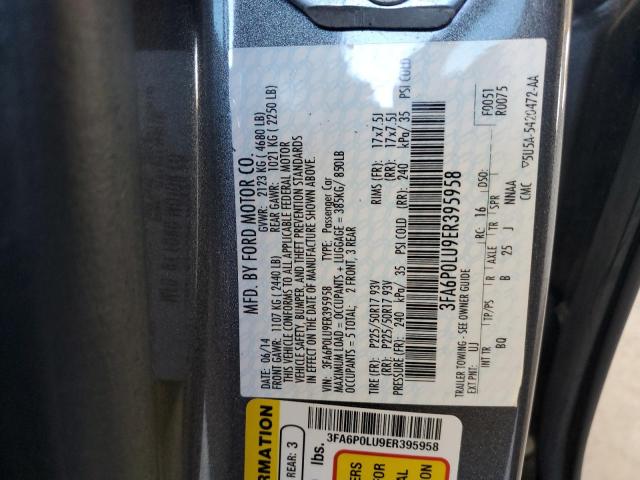 MFD. BY FORD MOTOR CO.
DATE: 06/14 GVWR: 2123 KG ( 4680 LB)
FRONT GAWR: 1107 KG ( 2440 LB) REAR GAWR: 1021 KG ( 2250 LB)
THIS VEHICLE CONFORMS TO ALL APPLICABLE FEDERAL MOTOR
VEHICLE SAFETY, BUMPER, AND THEFT PREVENTION STANDARDS
IN EFFECT ON THE DATE OF MANUFACTURE SHOWN ABOVE.
VIN: 3FA6P0LU9ER395958 TYPE: Passenger Car
MAXIMUM LOAD = OCCUPANTS + LUGGAGE = 385KG/ 890LB
OCCUPANTS = 5 TOTAL; 2 FRONT, 3 REAR
TIRE (FR): P225/50R17 93V RIMS (FR): 17x7.5J
(RR): P225/50R17 93V (RR): 17x7.5J
PRESSURE (FR): 240 kPa/ 35 PSI COLD (RR): 240 kPa/ 35 PSI COLD
3FA6P0LU9ER395958
F0051
R0075
TRAILER TOWING - SEE OWNER GUIDE
EXT PNT: UJ RC: 16 DSO:
INT TR TP/PS R AXLE TR SPR
BQ B 25 J NNAA
CMC 5U5A-5420472-AA
3FA6P0LU9ER395958
RMATION
REAR: 3
lbs.